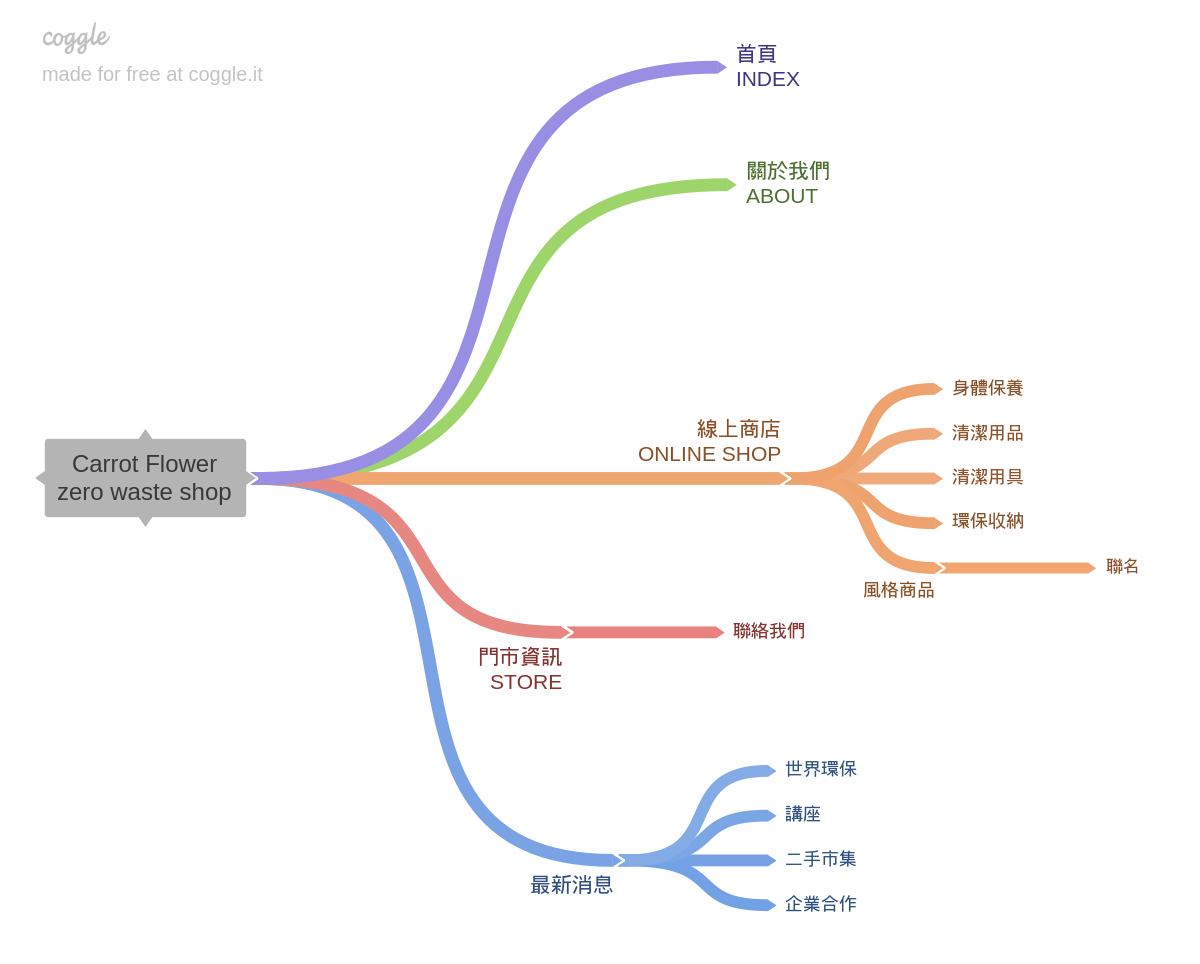 coggle
made for free at coggle.it
首頁
INDEX
關於我們
ABOUT
Carrot Flower
zero waste shop
線上商店
ONLINE SHOP
身體保養
清潔用品
清潔用具
環保收納
風格商品
聯名
門市資訊
STORE
聯絡我們
最新消息
世界環保
講座
二手市集
企業合作